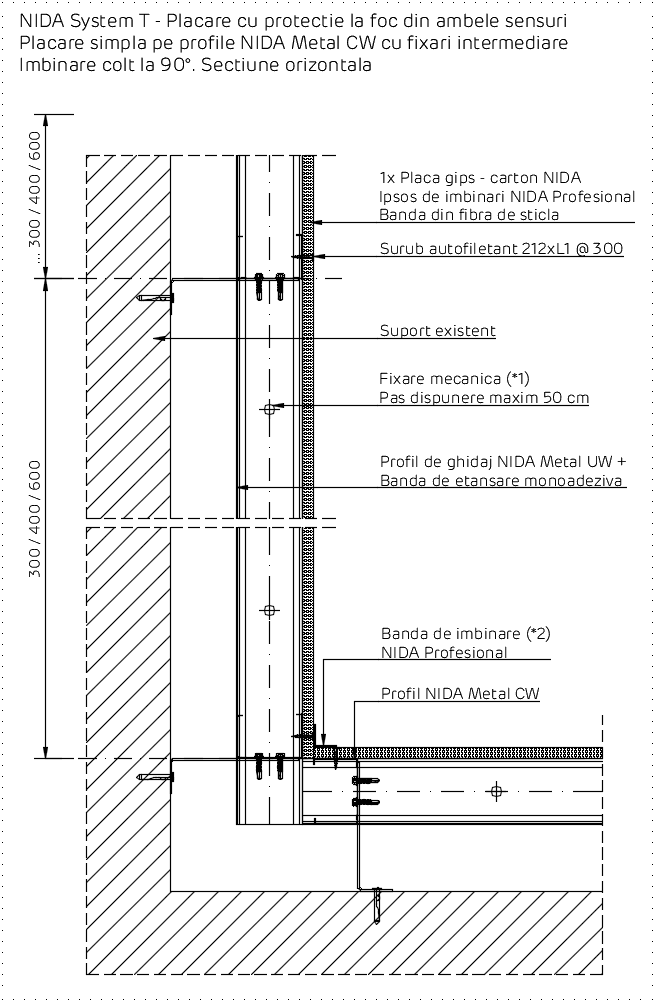 NIDA System T - Placare cu protectie la foc din ambele sensuri
Placare simpla pe profile NIDA Metal CW cu fixari intermediare
Imbinare colt la 90°. Sectiune orizontala
... 300 / 400 / 600
1x Placa gips - carton NIDA
Ipsos de imbinari NIDA Profesional
Banda din fibra de sticla
Surub autofiletant 212xL1 @ 300
Suport existent
Fixare mecanica (*1)
Pas dispunere maxim 50 cm
Profil de ghidaj NIDA Metal UW +
Banda de etansare monoadeziva
300 / 400 / 600
Banda de imbinare (*2)
NIDA Profesional
Profil NIDA Metal CW